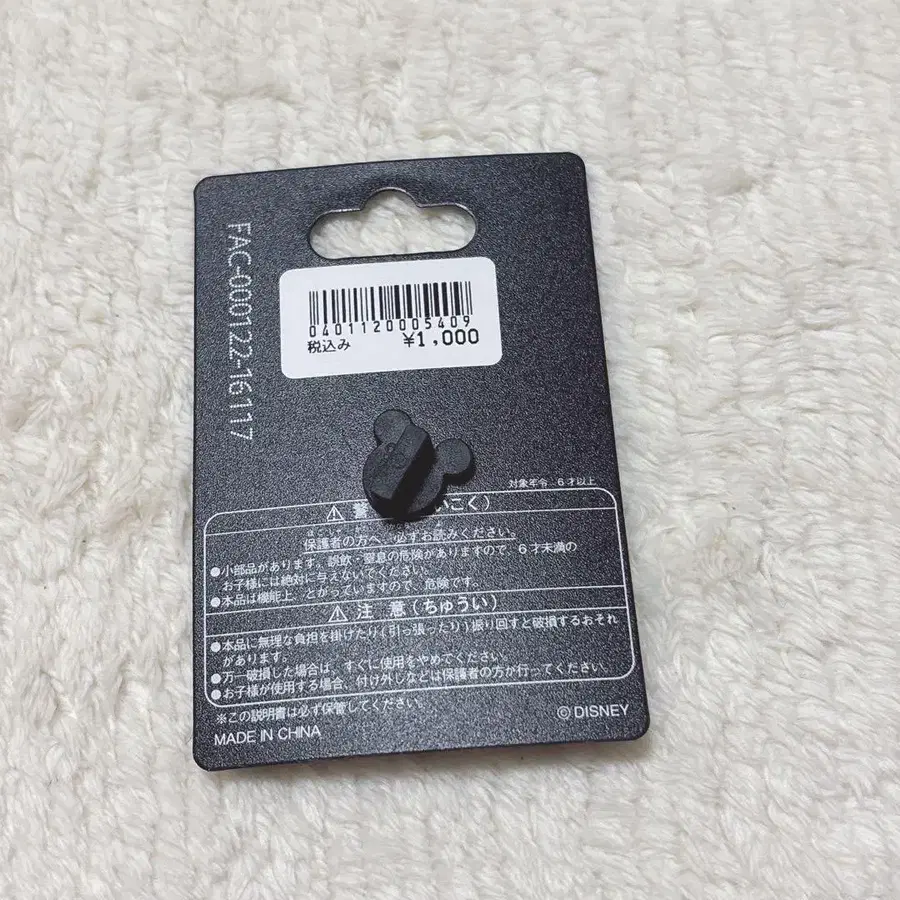 FAC-000122-16117
0401120005409
税込み ¥1,000
対象年令 6才以上
⚠警 こく)
保護者の方へ 必ずお読みください。
●小部品があります。誤飲・窒息の危険がありますので、6才未満の
お子様には絶対に与えないでください。
●本品は機能上、とがっていますので、危険です。
⚠注 意(ちゅうい)
●本品に無理な負担を掛けたり(引っ張ったり)振り回すと破損するおそれ
があります。
●万一破損した場合は、すぐに使用をやめてください。
●お子様が使用する場合、付け外しなどは保護者の方が行ってください。
※この説明書は必ず保管してください。
MADE IN CHINA
©DISNEY